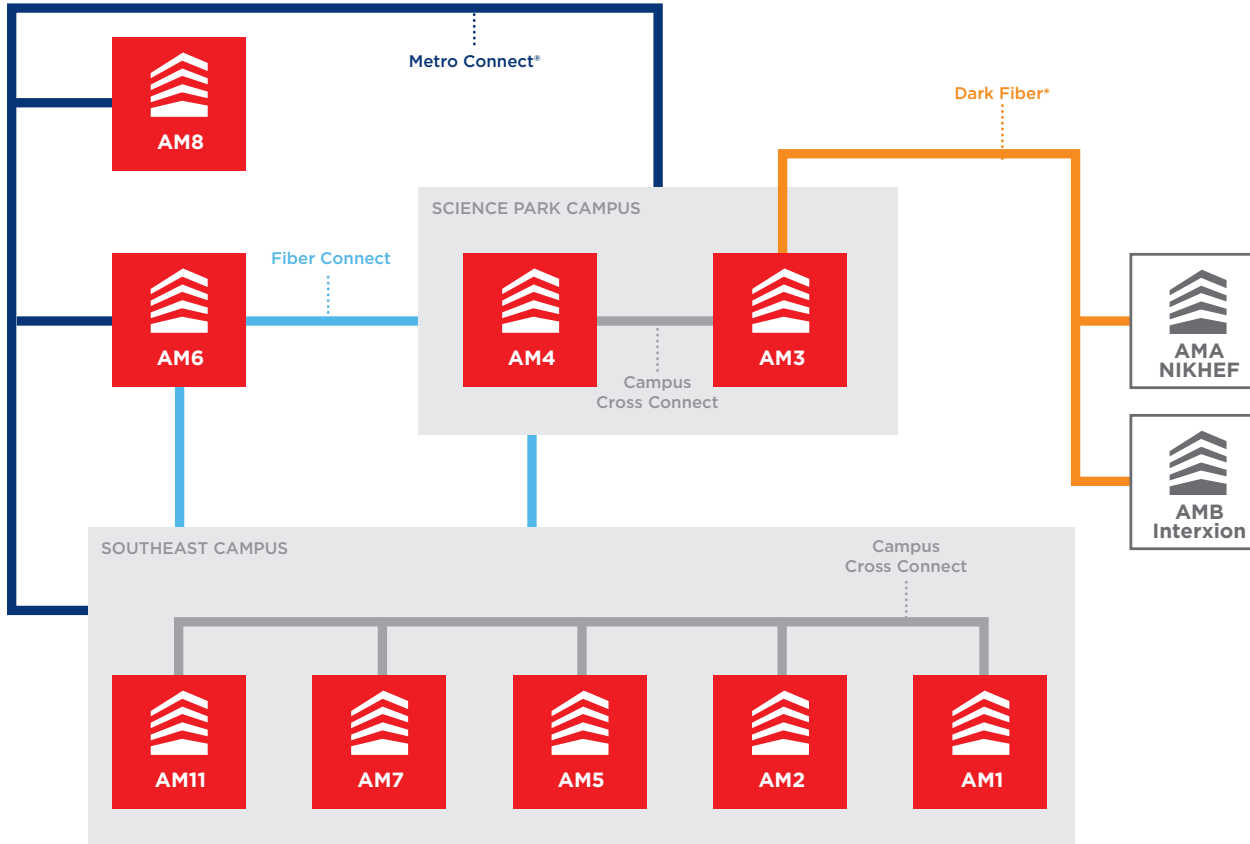 Metro Connect®
AM8
Dark Fiber*
SCIENCE PARK CAMPUS
Fiber Connect
AM6
AM4
AM3
Campus
Cross Connect
AMA
NIKHEF
AMB
Interxion
SOUTHEAST CAMPUS
Campus
Cross Connect
AM11
AM7
AM5
AM2
AM1